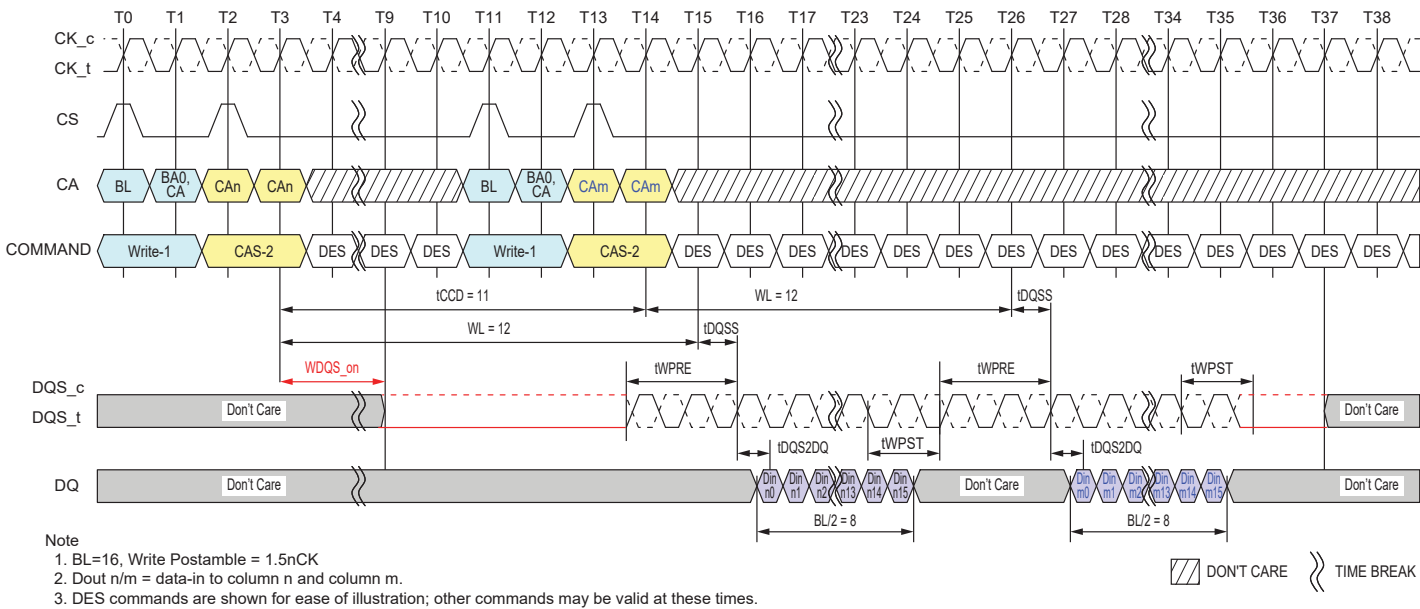 T0 T1 T2 T3 T4 T9 T10 T11 T12 T13 T14 T15 T16 T17 T23 T24 T25 T26 T27 T28 T34 T35 T36 T37 T38
CK_c
CK_t
CS
CA BL BA0, CA CAn CAn BL BA0, CA CAm CAm
COMMAND Write-1 CAS-2 DES DES DES Write-1 CAS-2 DES DES DES DES DES DES DES DES DES DES DES DES DES DES
tCCD = 11 WL = 12 tDQSS
WL = 12 tDQSS
WDQS_on tWPRE tWPRE tWPST
DQS_c
DQS_t Don't Care Don't Care
tDQS2DQ tWPST tDQS2DQ
DQ Don't Care Din n0 Din n1 Din n2 Din n13 Din n14 Din n15 Don't Care Din m0 Din m1 Din m2 Din m13 Din m14 Din m15 Don't Care
BL/2 = 8 BL/2 = 8
Note
1. BL=16, Write Postamble = 1.5nCK
2. Dout n/m = data-in to column n and column m.
3. DES commands are shown for ease of illustration; other commands may be valid at these times.
DON'T CARE TIME BREAK